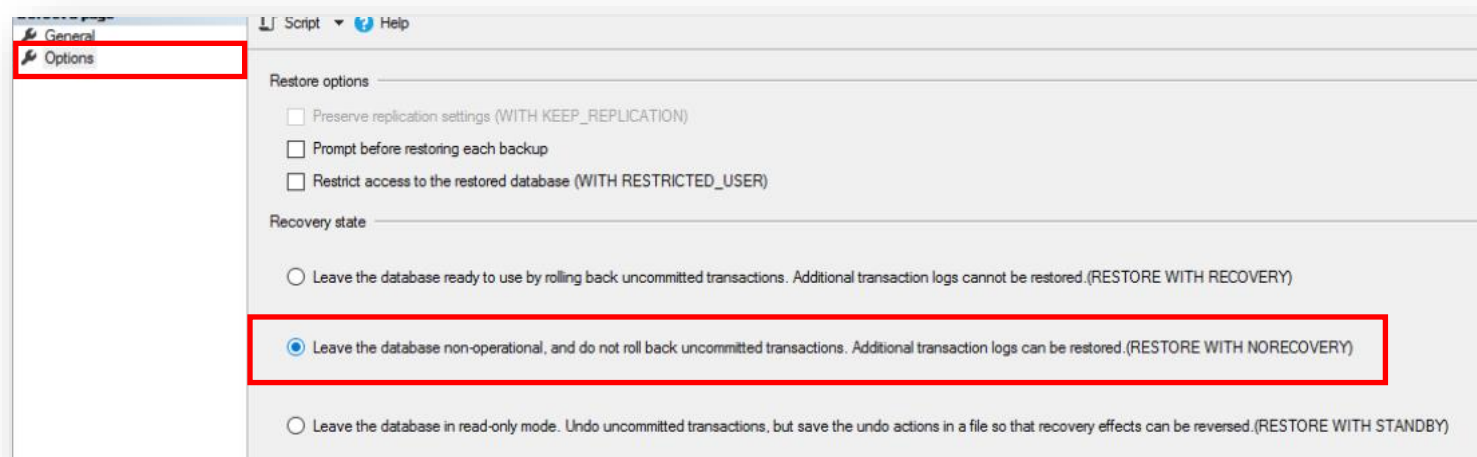 Script Help
General
Options
Restore options
Preserve replication settings (WITH KEEP_REPLICATION)
Prompt before restoring each backup
Restrict access to the restored database (WITH RESTRICTED_USER)
Recovery state
Leave the database ready to use by rolling back uncommitted transactions. Additional transaction logs cannot be restored.(RESTORE WITH RECOVERY)
Leave the database non-operational, and do not roll back uncommitted transactions. Additional transaction logs can be restored.(RESTORE WITH NORECOVERY)
Leave the database in read-only mode. Undo uncommitted transactions, but save the undo actions in a file so that recovery effects can be reversed.(RESTORE WITH STANDBY)